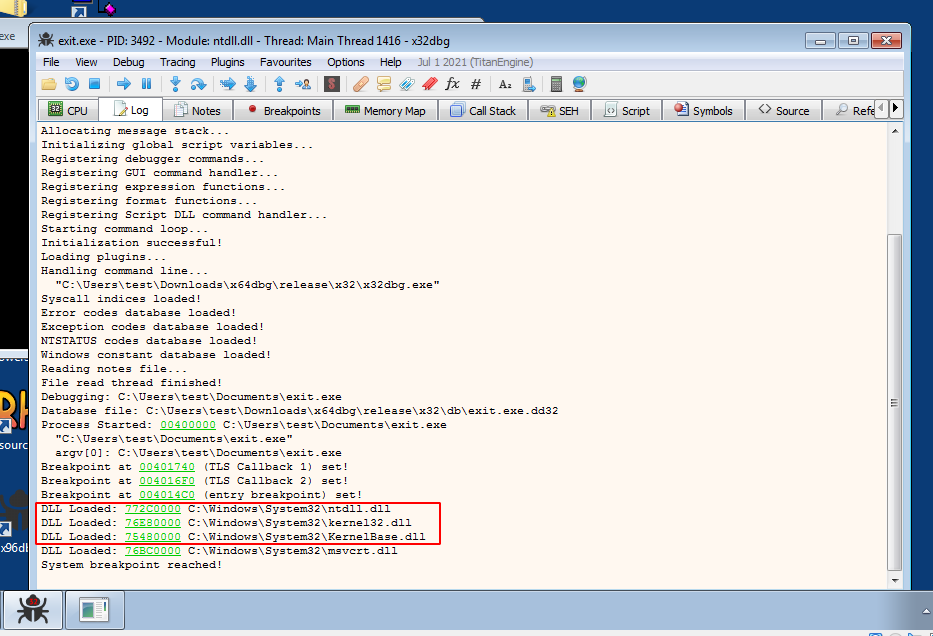 exe
exit.exe - PID: 3492 - Module: ntdll.dll - Thread: Main Thread 1416 - x32dbg
File View Debug Tracing Plugins Favourites Options Help Jul 1 2021 (TitanEngine)
CPU Log Notes Breakpoints Memory Map Call Stack SEH Script Symbols Source Refe
Allocating message stack...
Initializing global script variables...
Registering debugger commands...
Registering GUI command handler...
Registering expression functions...
Registering format functions...
Registering Script DLL command handler...
Starting command loop...
Initialization successful!
Loading plugins...
Handling command line...
"C:\Users\test\Downloads\x64dbg\release\x32\x32dbg.exe"
Syscall indices loaded!
Error codes database loaded!
Exception codes database loaded!
NTSTATUS codes database loaded!
Windows constant database loaded!
Reading notes file...
File read thread finished!
Debugging: C:\Users\test\Documents\exit.exe
Database file: C:\Users\test\Downloads\x64dbg\release\x32\db\exit.exe.dd32
Process Started: 00400000 C:\Users\test\Documents\exit.exe
"C:\Users\test\Documents\exit.exe"
argv[0]: C:\Users\test\Documents\exit.exe
Breakpoint at 00401740 (TLS Callback 1) set!
Breakpoint at 004016F0 (TLS Callback 2) set!
Breakpoint at 004014C0 (entry breakpoint) set!
DLL Loaded: 772C0000 C:\Windows\System32\ntdll.dll
DLL Loaded: 76E80000 C:\Windows\System32\kernel32.dll
DLL Loaded: 75480000 C:\Windows\System32\KernelBase.dll
DLL Loaded: 76BC0000 C:\Windows\System32\msvcrt.dll
System breakpoint reached!
sourc
x96db